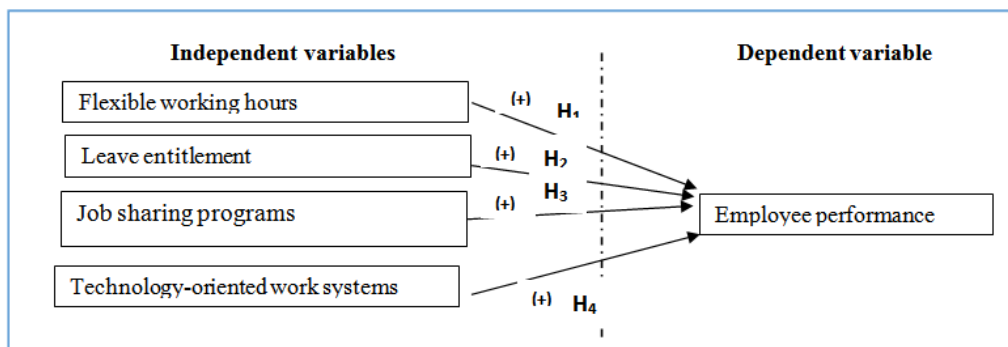 Independent variables
Dependent variable
Flexible working hours
(+) H1
Leave entitlement
(+) H2
Job sharing programs
(+) H3
Employee performance
Technology-oriented work systems
(+) H4